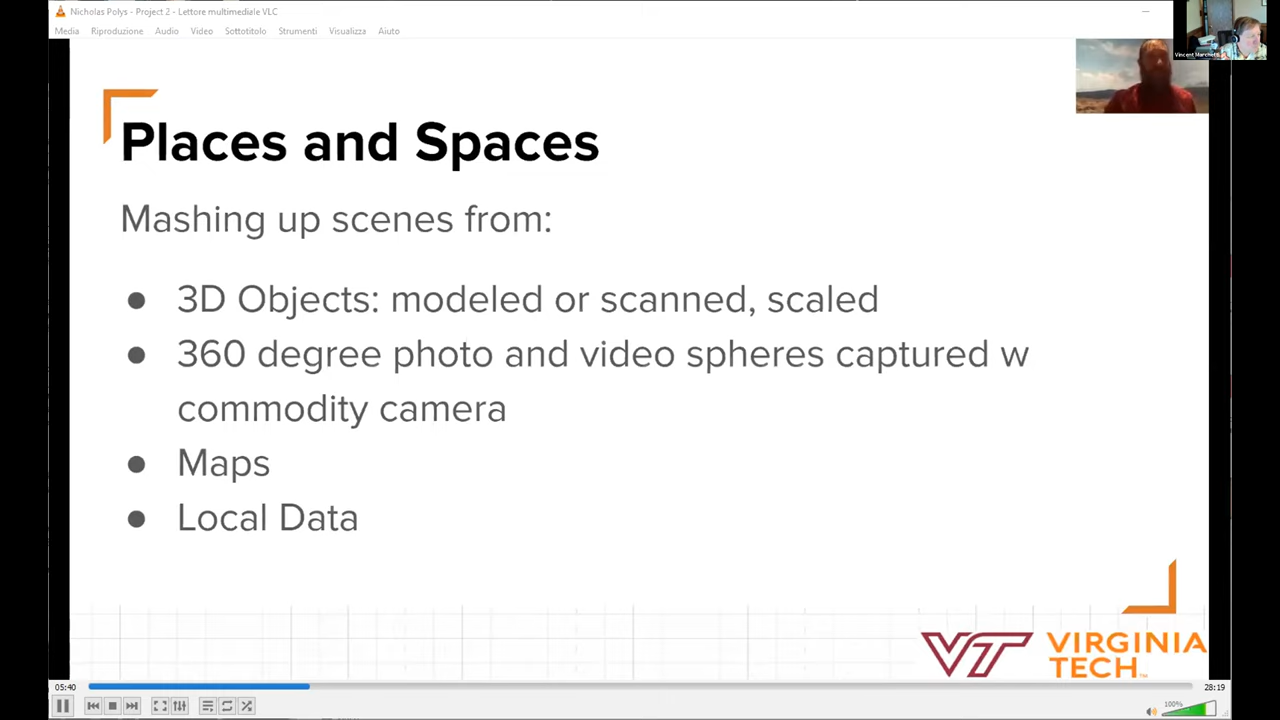 Nicholas Polys - Project 2 - Lettore multimediale VLC
Media Riproduzione Audio Video Sottotitolo Strumenti Visualizza Aiuto
Vincent Marchetti
Places and Spaces
Mashing up scenes from:
● 3D Objects: modeled or scanned, scaled
● 360 degree photo and video spheres captured w
commodity camera
● Maps
● Local Data
VT VIRGINIA
TECH™
05:40
28:19
100%